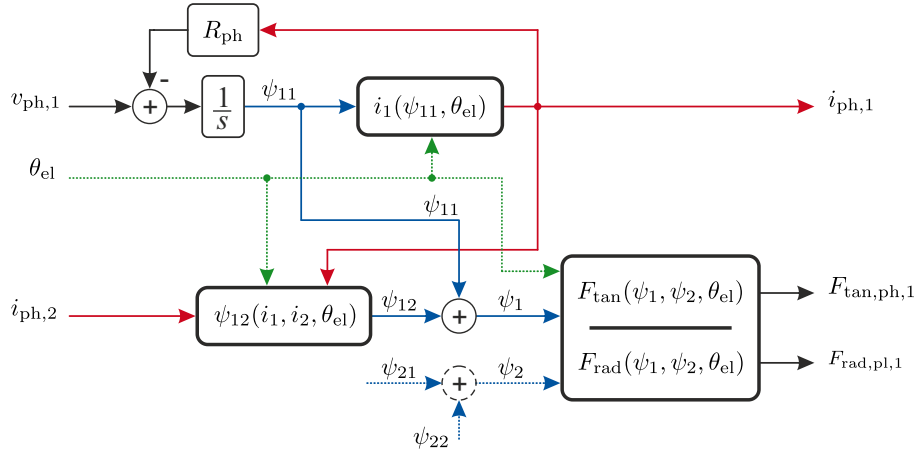 R_ph
-
v_ph,1 + 1/s ψ_11 i_1(ψ_11, θ_el) i_ph,1
θ_el
ψ_11
F_tan(ψ_1, ψ_2, θ_el) F_tan,ph,1
i_ph,2 ψ_12(i_1, i_2, θ_el) ψ_12 + ψ_1
F_rad(ψ_1, ψ_2, θ_el) F_rad,pl,1
ψ_21 + ψ_2
ψ_22